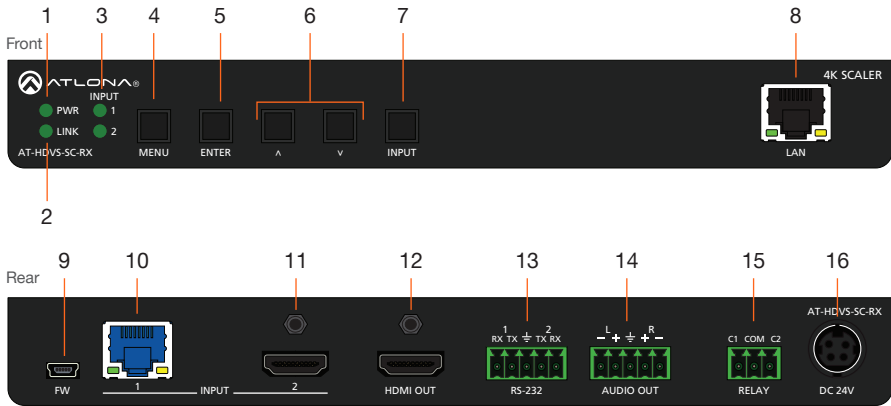 1 3 4 5 6 7 8
Front
ATLONA®
4K SCALER
INPUT
PWR 1
LINK 2
AT-HDVS-SC-RX MENU ENTER ∧ ∨ INPUT LAN
2
9 10 11 12 13 14 15 16
Rear
AT-HDVS-SC-RX
1 2
RX TX ⏚ TX RX
L R
− + ⏚ + −
C1 COM C2
FW 1 INPUT 2 HDMI OUT RS-232 AUDIO OUT RELAY DC 24V